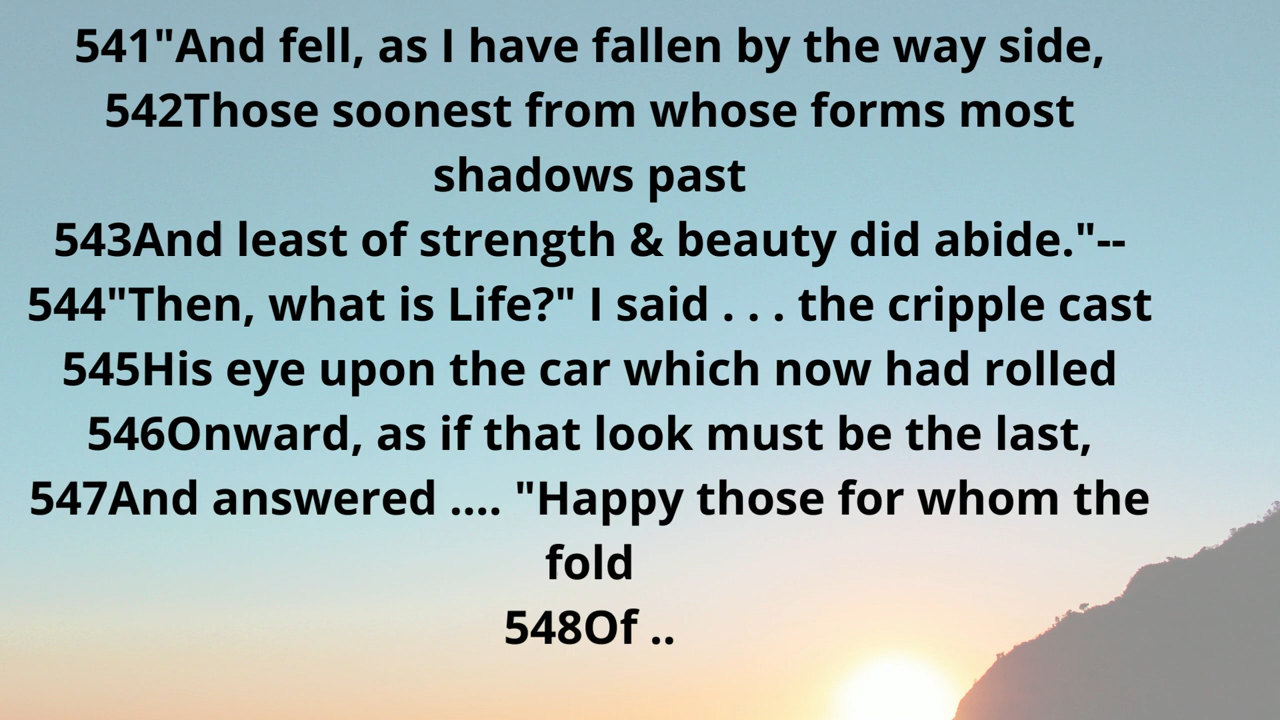 541"And fell, as I have fallen by the way side,
542Those soonest from whose forms most
shadows past
543And least of strength & beauty did abide."--
544"Then, what is Life?" I said . . . the cripple cast
545His eye upon the car which now had rolled
546Onward, as if that look must be the last,
547And answered .... "Happy those for whom the
fold
548Of ..